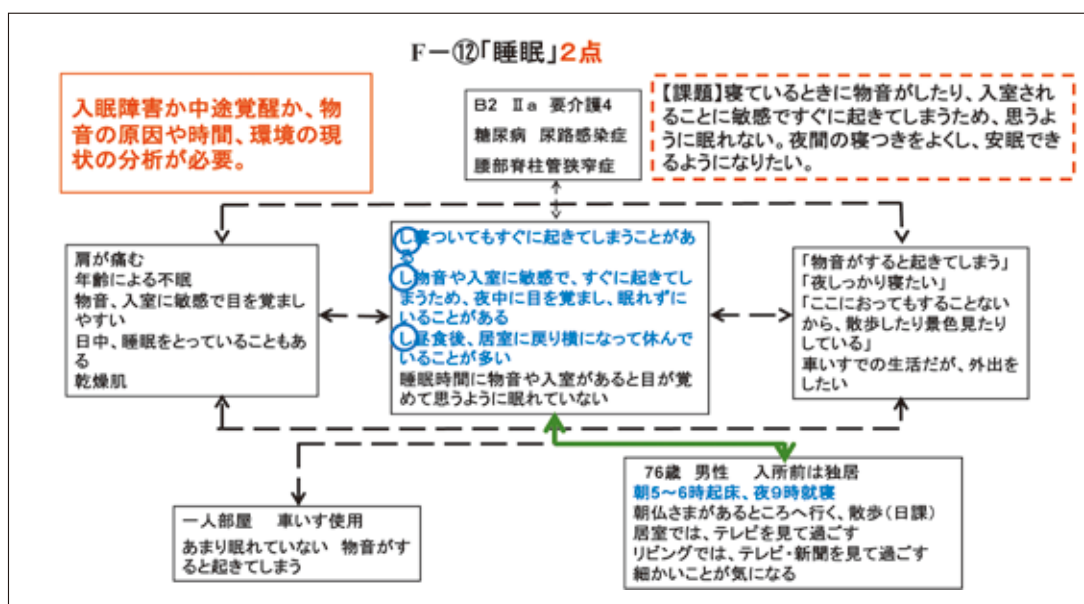 F－⑫「睡眠」2点
入眠障害か中途覚醒か、物
音の原因や時間、環境の現
状の分析が必要。
B2 Ⅱa 要介護4
糖尿病 尿路感染症
腰部脊柱管狭窄症
【課題】寝ているときに物音がしたり、入室され
ることに敏感ですぐに起きてしまうため、思うよ
うに眠れない。夜間の寝つきをよくし、安眠でき
るようになりたい。
肩が痛む
年齢による不眠
物音、入室に敏感で目を覚まし
やすい
日中、睡眠をとっていることもあ
る
乾燥肌
し寝ついてもすぐに起きてしまうことがあ
る
し物音や入室に敏感で、すぐに起きてし
まうため、夜中に目を覚まし、眠れずに
いることがある
し昼食後、居室に戻り横になって休んで
いることが多い
睡眠時間に物音や入室があると目が覚
めて思うように眠れていない
「物音がすると起きてしまう」
「夜しっかり寝たい」
「ここにおってもすることない
から、散歩したり景色見たり
している」
車いすでの生活だが、外出を
したい
一人部屋 車いす使用
あまり眠れていない 物音がす
ると起きてしまう
76歳 男性 入所前は独居
朝5～6時起床、夜9時就寝
朝仏さまがあるところへ行く、散歩（日課）
居室では、テレビを見て過ごす
リビングでは、テレビ・新聞を見て過ごす
細かいことが気になる